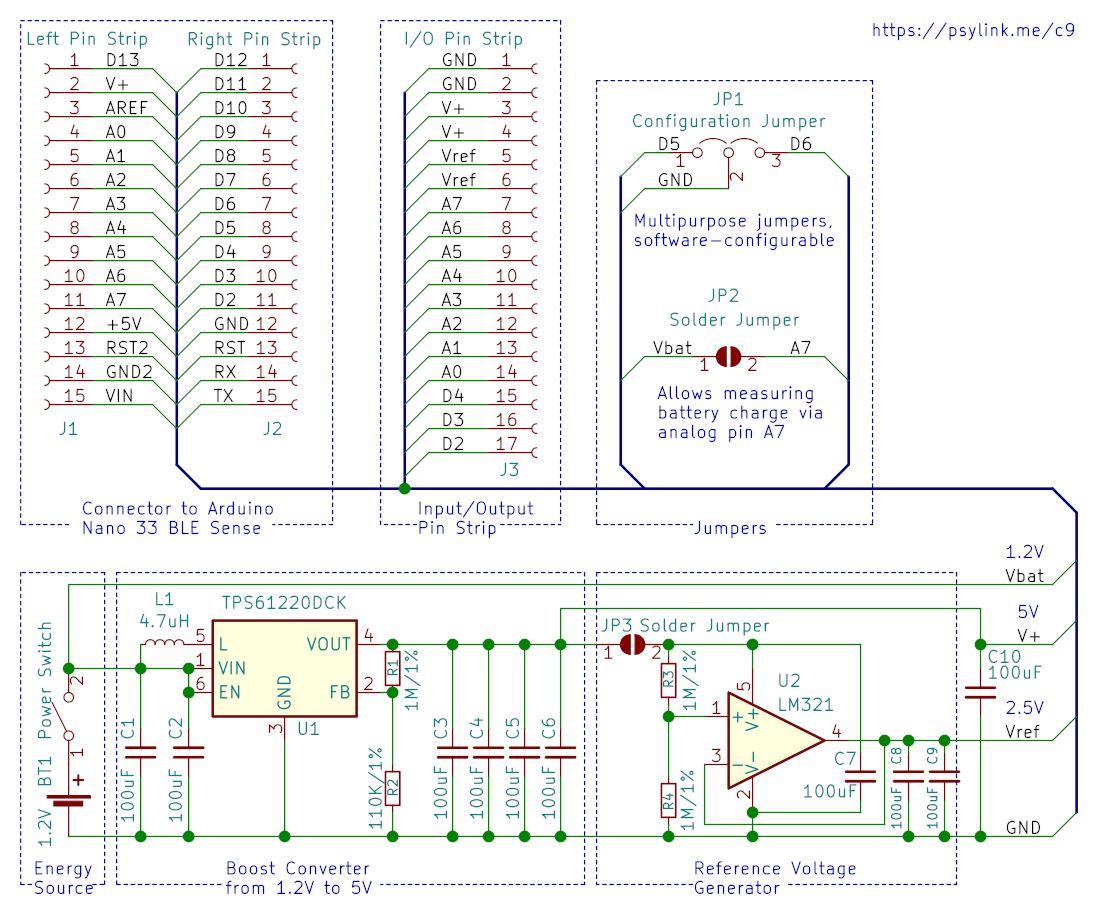 https://psylink.me/c9
Left Pin Strip
Right Pin Strip
1 D13
2 V+
3 AREF
4 A0
5 A1
6 A2
7 A3
8 A4
9 A5
10 A6
11 A7
12 +5V
13 RST2
14 GND2
15 VIN
J1
D12 1
D11 2
D10 3
D9 4
D8 5
D7 6
D6 7
D5 8
D4 9
D3 10
D2 11
GND 12
RST 13
RX 14
TX 15
J2
Connector to Arduino
Nano 33 BLE Sense
I/O Pin Strip
GND 1
GND 2
V+ 3
V+ 4
Vref 5
Vref 6
A7 7
A6 8
A5 9
A4 10
A3 11
A2 12
A1 13
A0 14
D4 15
D3 16
D2 17
J3
Input/Output
Pin Strip
JP1
Configuration Jumper
D5 1
3 D6
GND 2
Multipurpose jumpers,
software-configurable
JP2
Solder Jumper
Vbat 1
2 A7
Allows measuring
battery charge via
analog pin A7
Jumpers
1.2V
Vbat
5V
V+
C10
100uF
2.5V
Vref
GND
Power Switch
2
1
BT1
1.2V
+
Energy
Source
L1
4.7uH
TPS61220DCK
5 L
1 VIN
6 EN
GND
3
VOUT 4
FB 2
U1
C1
100uF
C2
100uF
R1
1M/1%
R2
110K/1%
C3
100uF
C4
100uF
C5
100uF
C6
100uF
Boost Converter
from 1.2V to 5V
JP3 Solder Jumper
1 2
R3
1M/1%
R4
1M/1%
U2
LM321
5
V+
1 +
3 -
V-
2
4
C7
100uF
C8
100uF
C9
100uF
Reference Voltage
Generator